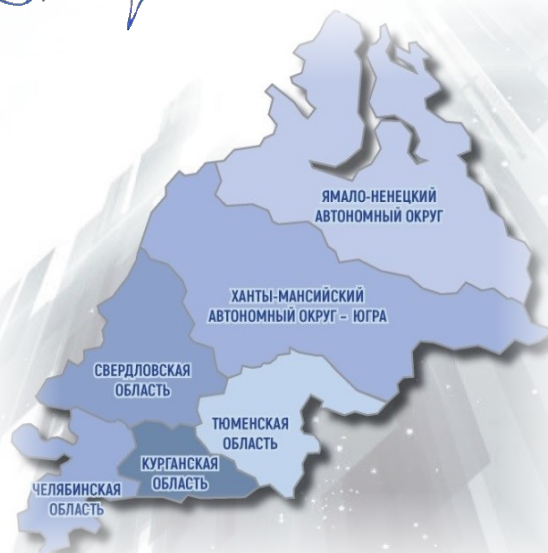 ЯМАЛО-НЕНЕЦКИЙ
АВТОНОМНЫЙ ОКРУГ
ХАНТЫ-МАНСИЙСКИЙ
АВТОНОМНЫЙ ОКРУГ – ЮГРА
СВЕРДЛОВСКАЯ
ОБЛАСТЬ
ТЮМЕНСКАЯ
ОБЛАСТЬ
КУРГАНСКАЯ
ОБЛАСТЬ
ЧЕЛЯБИНСКАЯ
ОБЛАСТЬ